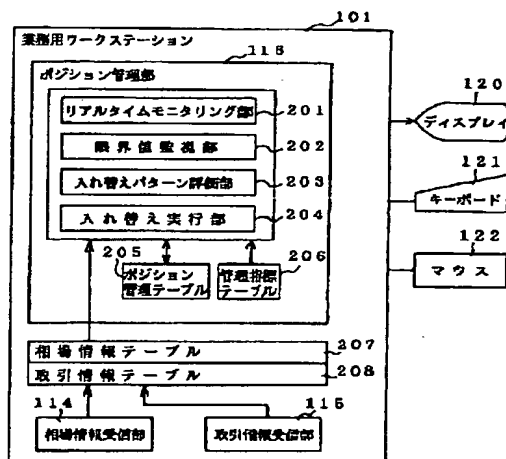 101
業務用ワークステーション
118
ポジション管理部
リアルタイムモニタリング部
201
限界値監視部
202
入れ替えパターン評価部
203
入れ替え実行部
204
205
ポジション
管理テーブル
206
管理指標
テーブル
相場情報テーブル
207
取引情報テーブル
208
114
相場情報受信部
115
取引情報受信部
120
ディスプレイ
121
キーボード
122
マウス